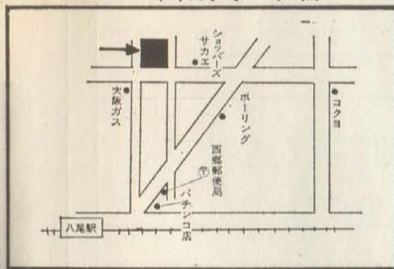 ショッパーズ
サカエ
大阪ガス
ボーリング
コクヨ
西郷郵便局
〒
パチンコ店
八尾駅